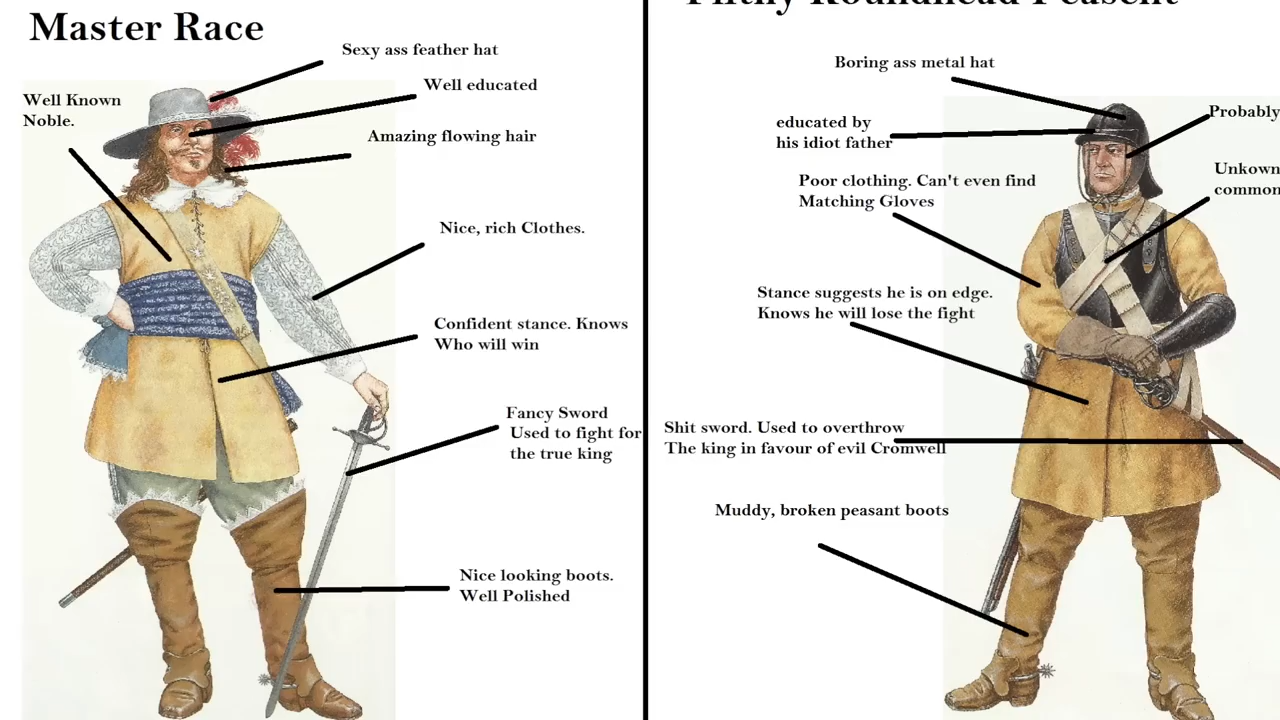 Master Race
Sexy ass feather hat
Well educated
Well Known
Noble.
Amazing flowing hair
Nice, rich Clothes.
Confident stance. Knows
Who will win
Fancy Sword
Used to fight for
the true king
Nice looking boots.
Well Polished
Filthy Roundhead Peasent
Boring ass metal hat
Probably
educated by
his idiot father
Unkown
common
Poor clothing. Can't even find
Matching Gloves
Stance suggests he is on edge.
Knows he will lose the fight
Shit sword. Used to overthrow
The king in favour of evil Cromwell
Muddy, broken peasant boots